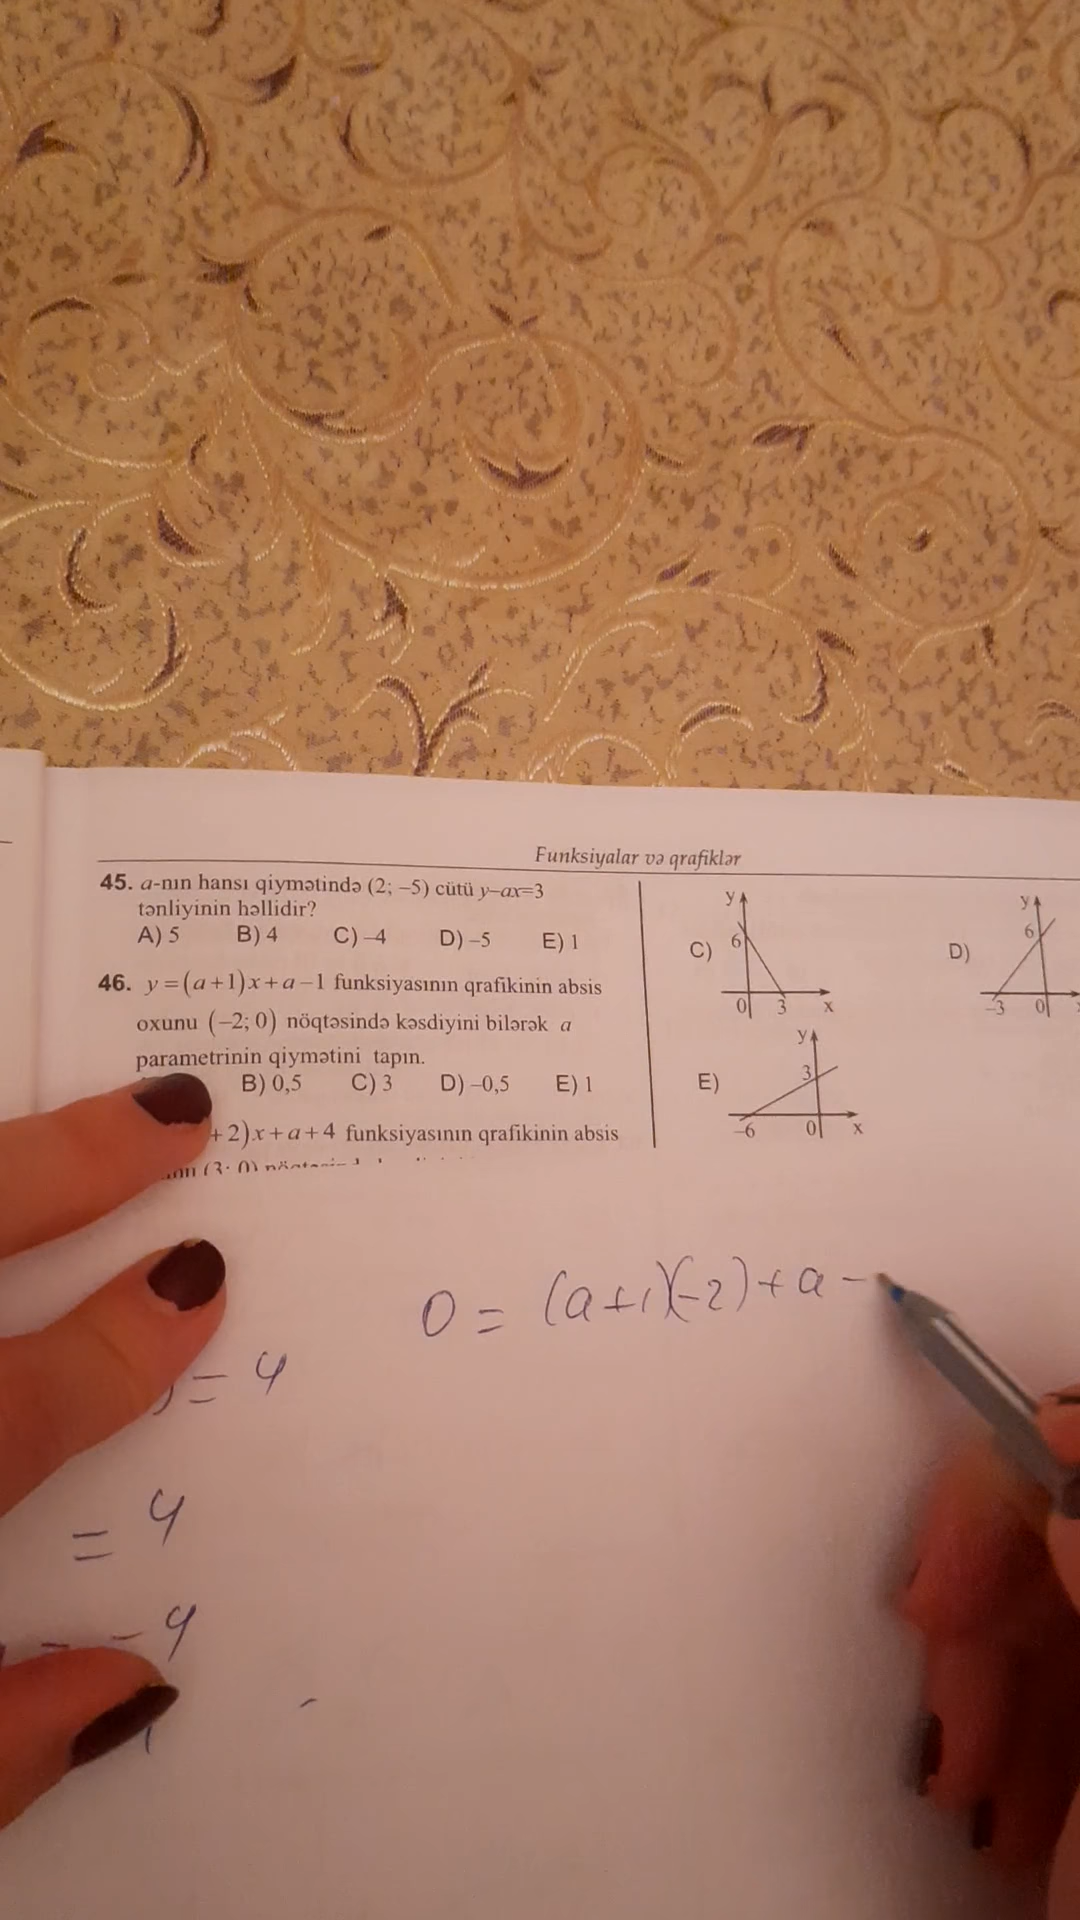 Funksiyalar və qrafiklər
45. a-nın hansı qiymətində (2; –5) cütü y–ax=3
tənliyinin həllidir?
A) 5 B) 4 C) –4 D) –5 E) 1
46. y=(a+1)x+a−1 funksiyasının qrafikinin absis
oxunu (−2; 0) nöqtəsində kəsdiyini bilərək a
parametrinin qiymətini tapın.
B) 0,5 C) 3 D) –0,5 E) 1
+2)x+a+4 funksiyasının qrafikinin absis
(3; 0)
C)
y
6
0
3
x
D)
y
6
–3
0
E)
y
3
–6
0
x
0 = (a+1)(-2)+a-
= 4
= 4
- 4